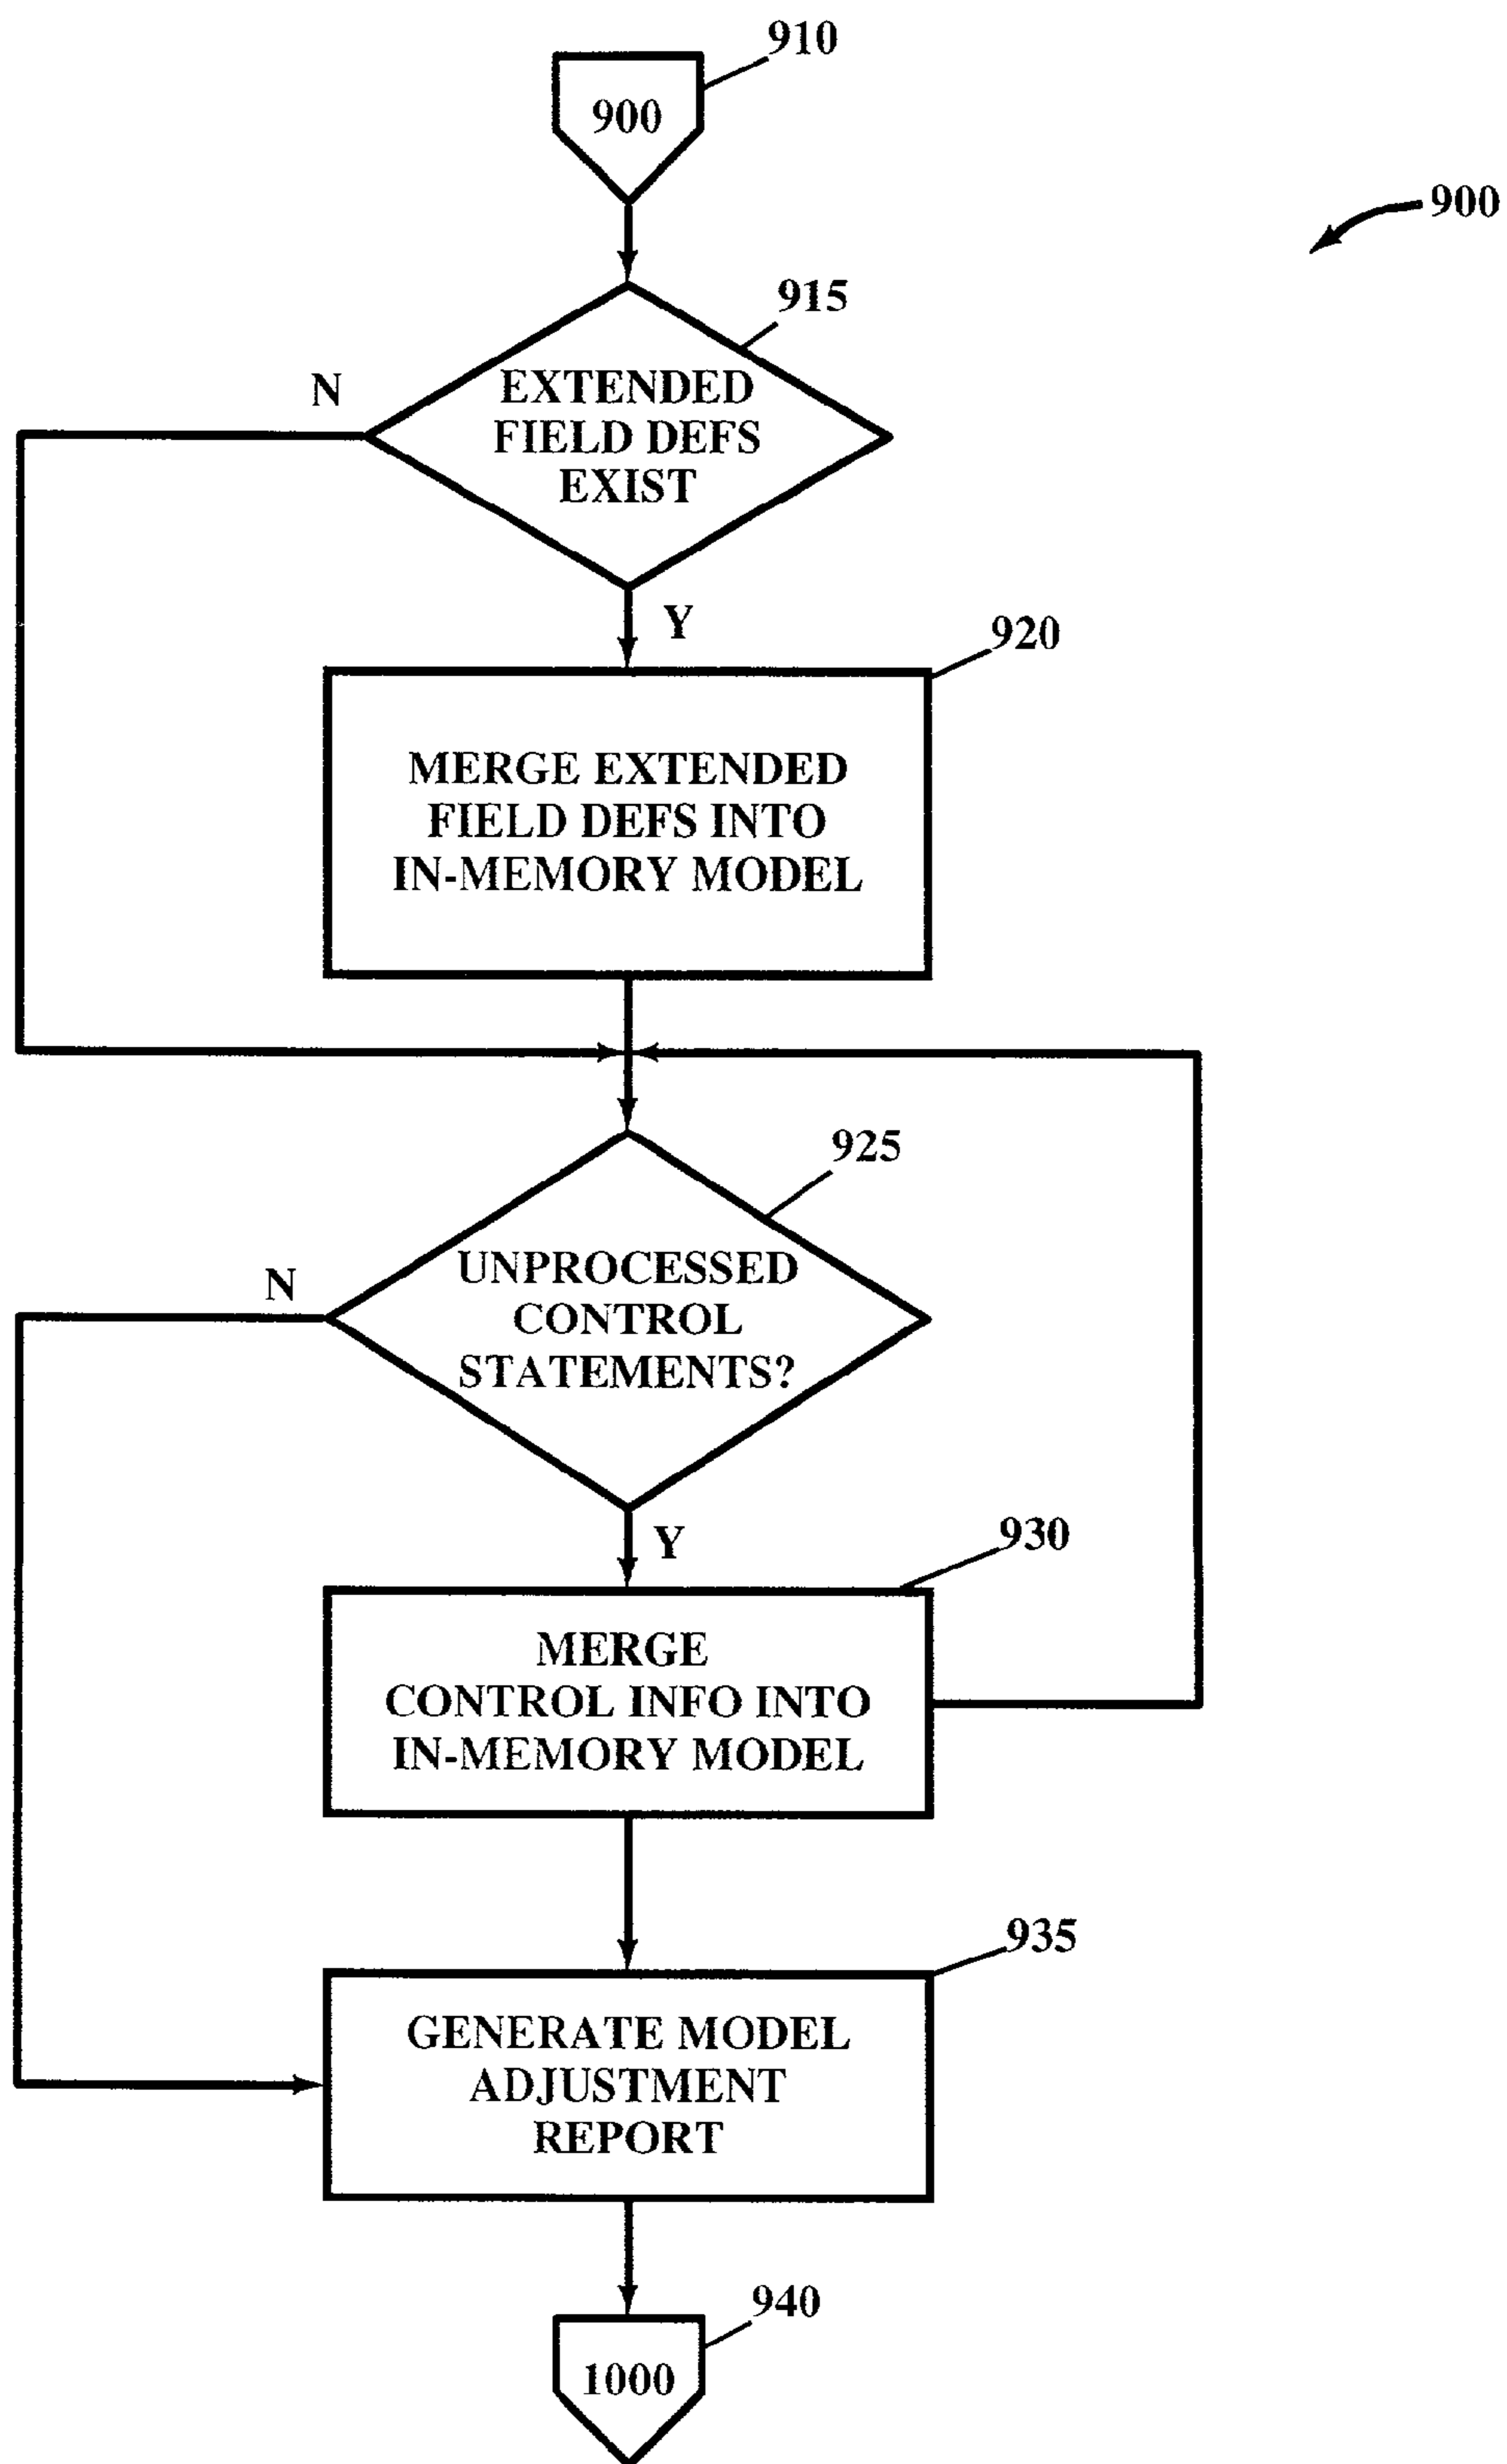 910
900
900
915
N
EXTENDED
FIELD DEFS
EXIST
Y
920
MERGE EXTENDED
FIELD DEFS INTO
IN-MEMORY MODEL
925
N
UNPROCESSED
CONTROL
STATEMENTS?
Y
930
MERGE
CONTROL INFO INTO
IN-MEMORY MODEL
935
GENERATE MODEL
ADJUSTMENT
REPORT
940
1000